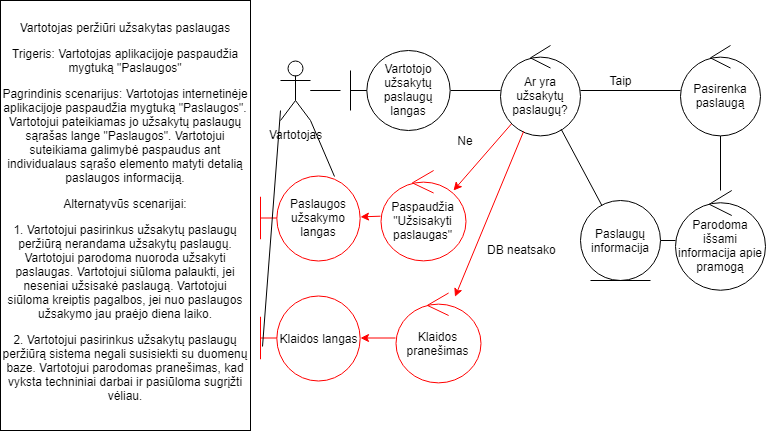 Vartotojas peržiūri užsakytas paslaugas
Trigeris: Vartotojas aplikacijoje paspaudžia
mygtuką "Paslaugos"
Pagrindinis scenarijus: Vartotojas internetinėje
aplikacijoje paspaudžia mygtuką "Paslaugos".
Vartotojui pateikiamas jo užsakytų paslaugų
sąrašas lange "Paslaugos". Vartotojui
suteikiama galimybė paspaudus ant
individualaus sąrašo elemento matyti detalią
paslaugos informaciją.
Alternatyvūs scenarijai:
1. Vartotojui pasirinkus užsakytų paslaugų
peržiūrą nerandama užsakytų paslaugų.
Vartotojui parodoma nuoroda užsakyti
paslaugas. Vartotojui siūloma palaukti, jei
neseniai užsisakė paslaugą. Vartotojui
siūloma kreiptis pagalbos, jei nuo paslaugos
užsakymo jau praėjo diena laiko.
2. Vartotojui pasirinkus užsakytų paslaugų
peržiūrą sistema negali susisiekti su duomenų
baze. Vartotojui parodomas pranešimas, kad
vyksta techniniai darbai ir pasiūloma sugrįžti
vėliau.
Vartotojas
Vartotojo
užsakytų
paslaugų
langas
Ar yra
užsakytų
paslaugų?
Taip
Pasirenka
paslaugą
Ne
Paslaugos
užsakymo
langas
Paspaudžia
"Užsisakyti
paslaugas"
DB neatsako
Paslaugų
informacija
Parodoma
išsami
informacija apie
pramogą
Klaidos langas
Klaidos
pranešimas